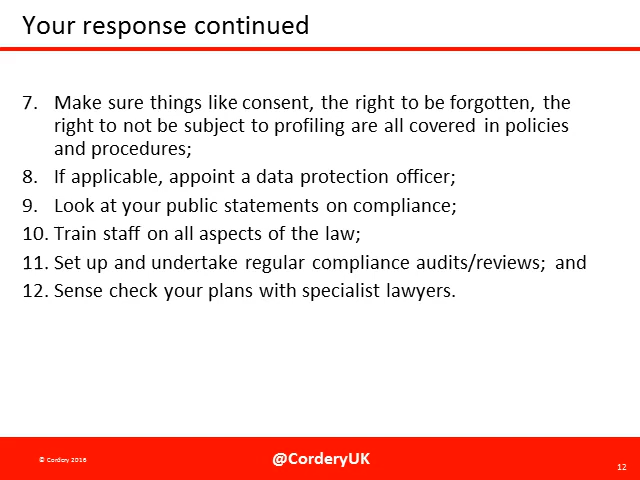 Your response continued
7. Make sure things like consent, the right to be forgotten, the
right to not be subject to profiling are all covered in policies
and procedures;
8. If applicable, appoint a data protection officer;
9. Look at your public statements on compliance;
10. Train staff on all aspects of the law;
11. Set up and undertake regular compliance audits/reviews; and
12. Sense check your plans with specialist lawyers.
© Cordery 2016
@CorderyUK
12